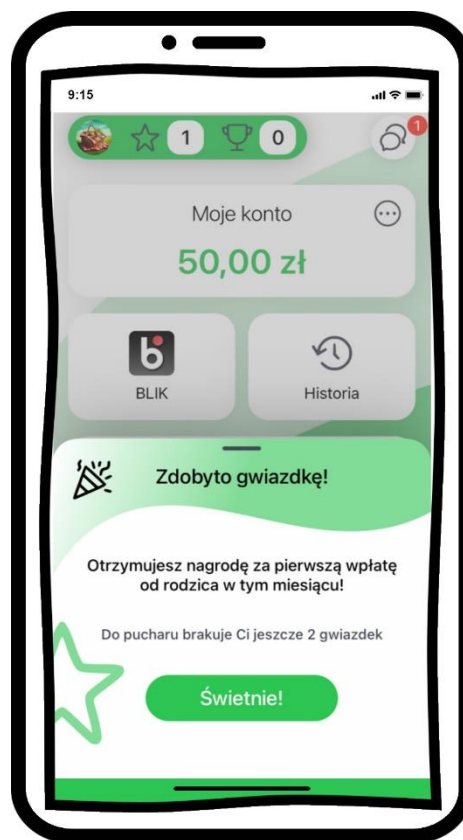 9:15
1 0
1
Moje konto
50,00 zł
BLIK Historia
Zdobyto gwiazdkę!
Otrzymujesz nagrodę za pierwszą wpłatę
od rodzica w tym miesiącu!
Do pucharu brakuje Ci jeszcze 2 gwiazdek
Świetnie!